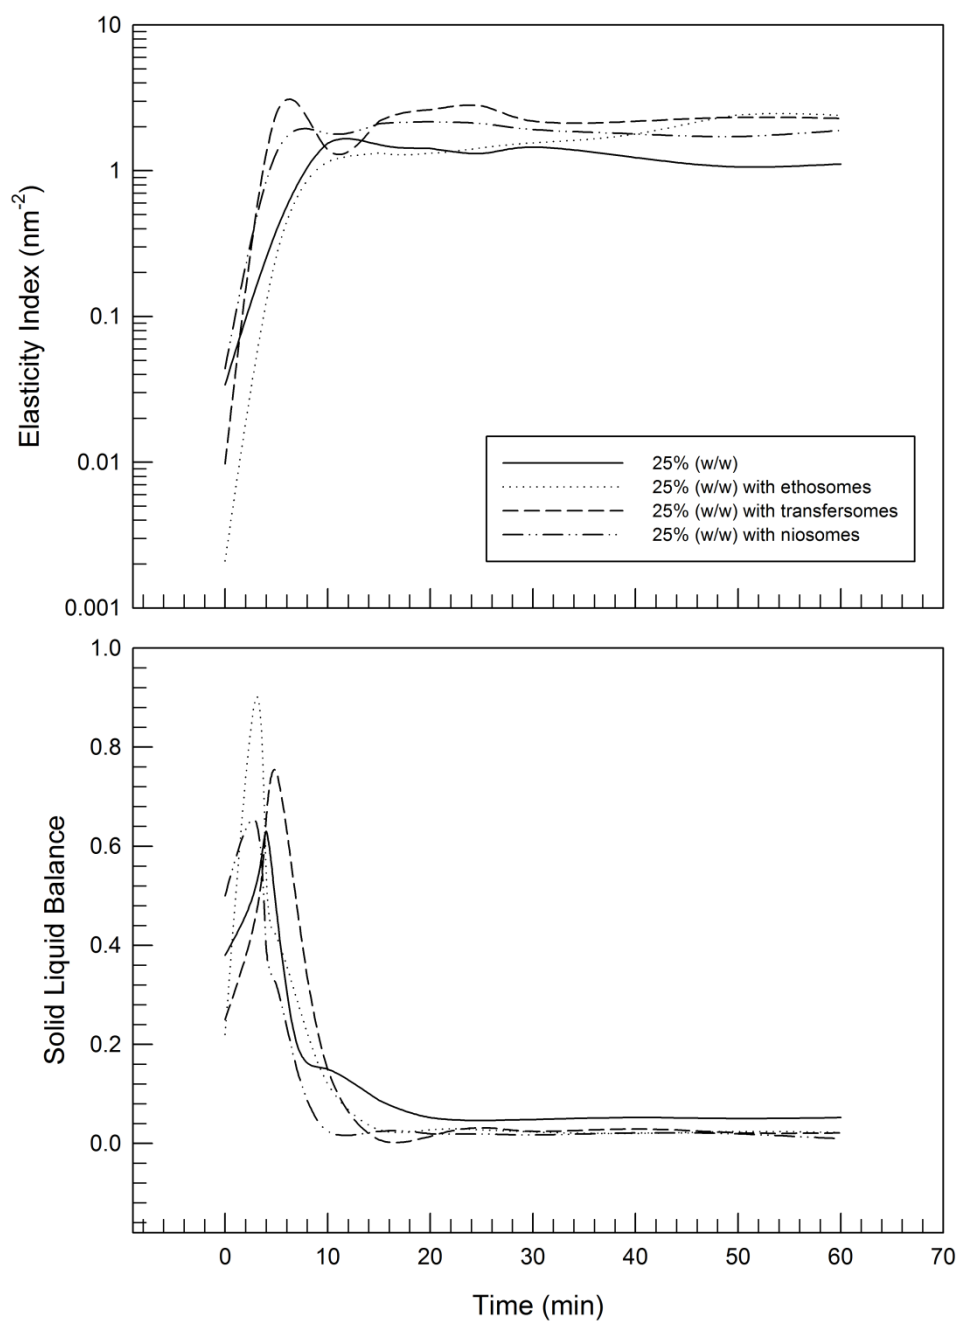 10
1
0.1
0.01
0.001
Elasticity Index (nm-2)
25% (w/w)
25% (w/w) with ethosomes
25% (w/w) with transfersomes
25% (w/w) with niosomes
1.0
0.8
0.6
0.4
0.2
0.0
Solid Liquid Balance
0 10 20 30 40 50 60 70
Time (min)